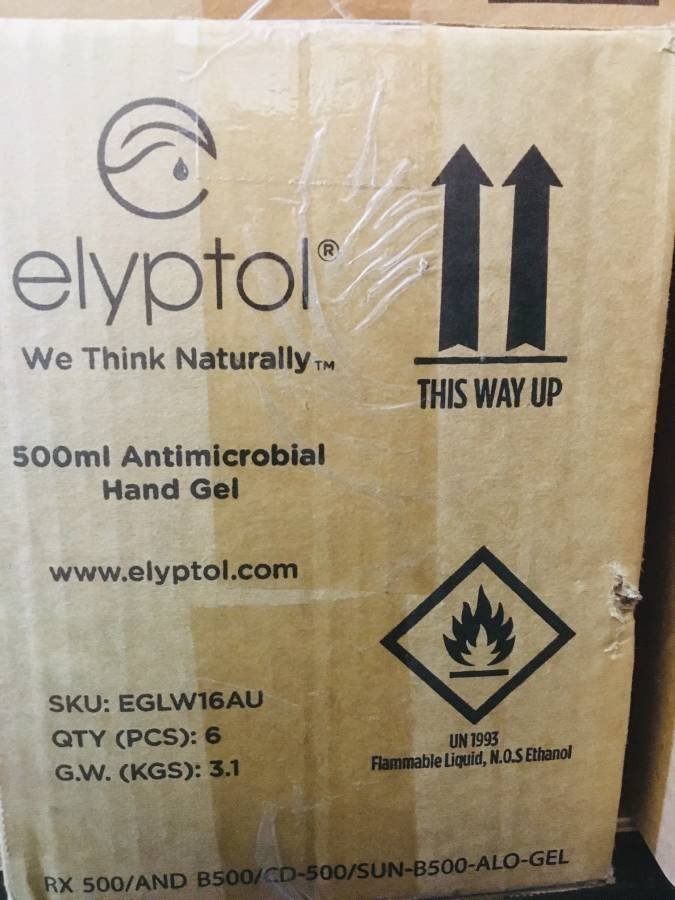 elyptol®
We Think Naturally™
500ml Antimicrobial
Hand Gel
www.elyptol.com
SKU: EGLW16AU
QTY (PCS): 6
G.W. (KGS): 3.1
THIS WAY UP
UN 1993
Flammable Liquid, N.O.S Ethanol
RX 500/AND B500/CD-500/SUN-B500-ALO-GEL